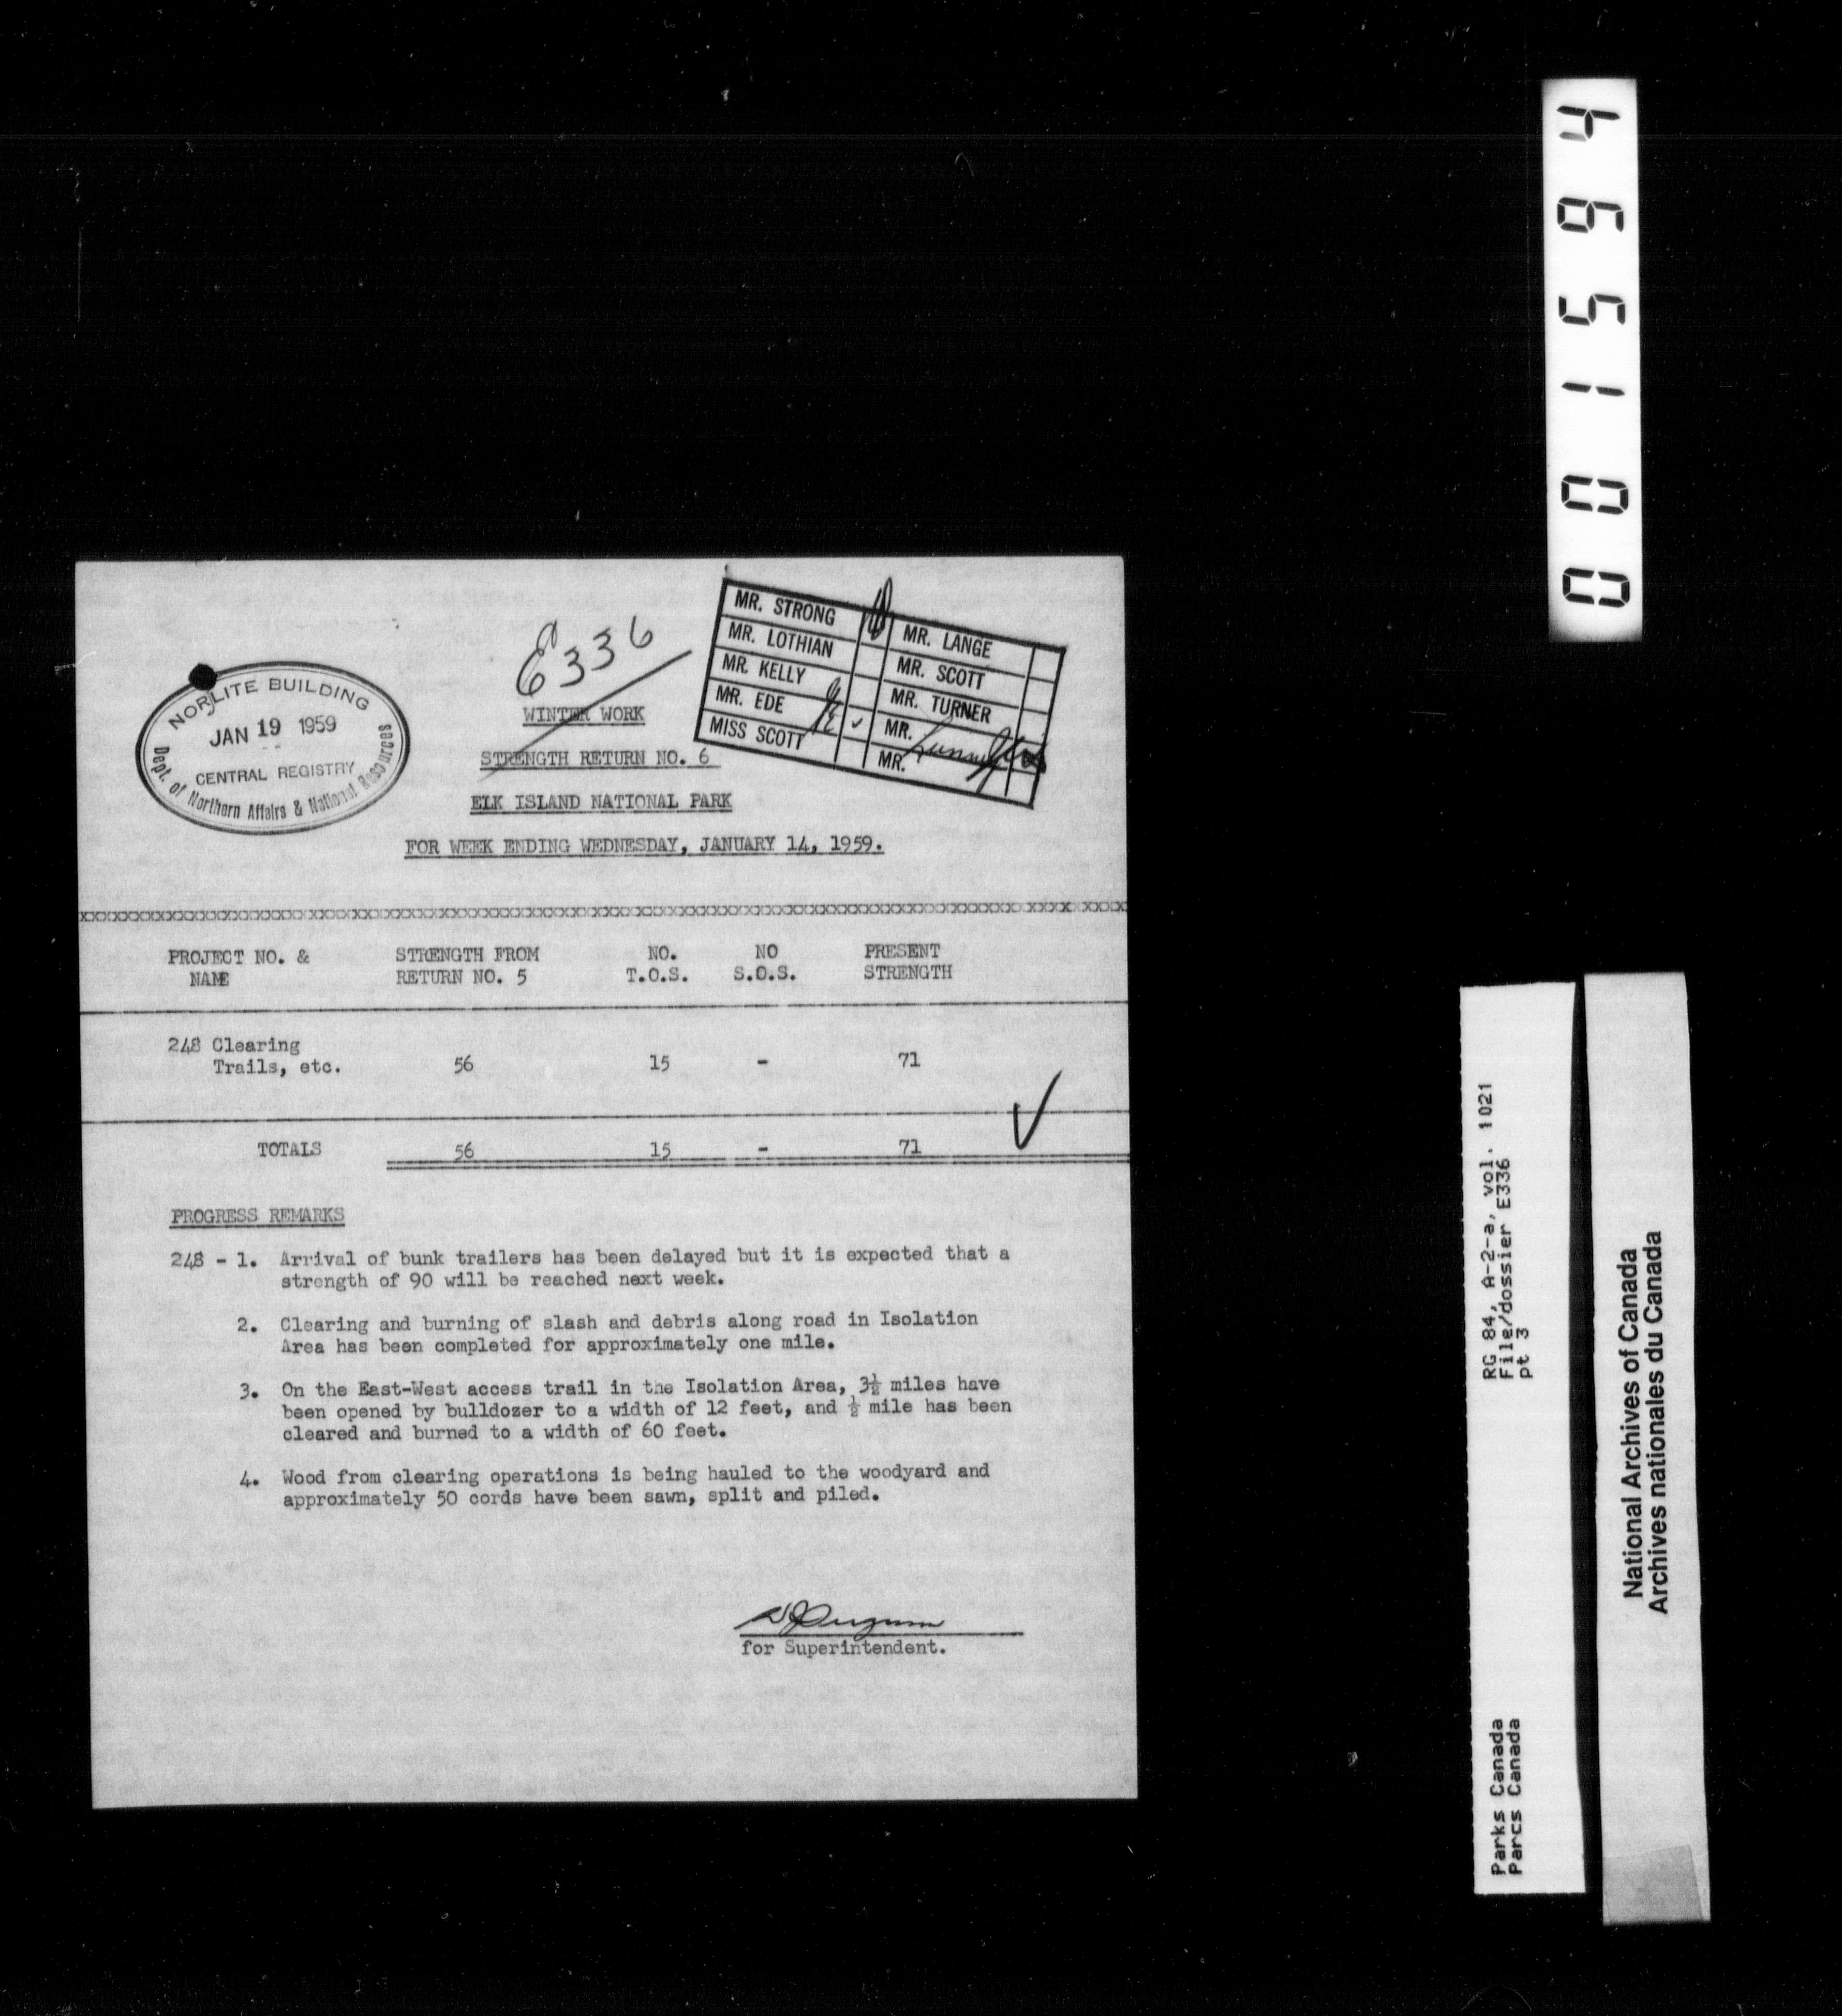 E336
NORLITE BUILDING
JAN 19 1959
CENTRAL REGISTRY
Dept. of Northern Affairs & National Resources
MR. STRONG
MR. LOTHIAN
MR. KELLY
MR. EDE ✓
MISS SCOTT
MR. LANGE
MR. SCOTT
MR. TURNER
MR.
MR.
WINTER WORK
STRENGTH RETURN NO. 6
ELK ISLAND NATIONAL PARK
FOR WEEK ENDING WEDNESDAY, JANUARY 14, 1959.
PROJECT NO. & STRENGTH FROM NO. NO PRESENT
NAME RETURN NO. 5 T.O.S. S.O.S. STRENGTH
248 Clearing
Trails, etc. 56 15 - 71
TOTALS 56 15 - 71
PROGRESS REMARKS
248 - 1. Arrival of bunk trailers has been delayed but it is expected that a
strength of 90 will be reached next week.
2. Clearing and burning of slash and debris along road in Isolation
Area has been completed for approximately one mile.
3. On the East-West access trail in the Isolation Area, 3½ miles have
been opened by bulldozer to a width of 12 feet, and ½ mile has been
cleared and burned to a width of 60 feet.
4. Wood from clearing operations is being hauled to the woodyard and
approximately 50 cords have been sawn, split and piled.
for Superintendent.
001594
RG 84, A-2-a, vol. 1021
File/dossier E336
pt 3
Parks Canada
Parcs Canada
National Archives of Canada
Archives nationales du Canada